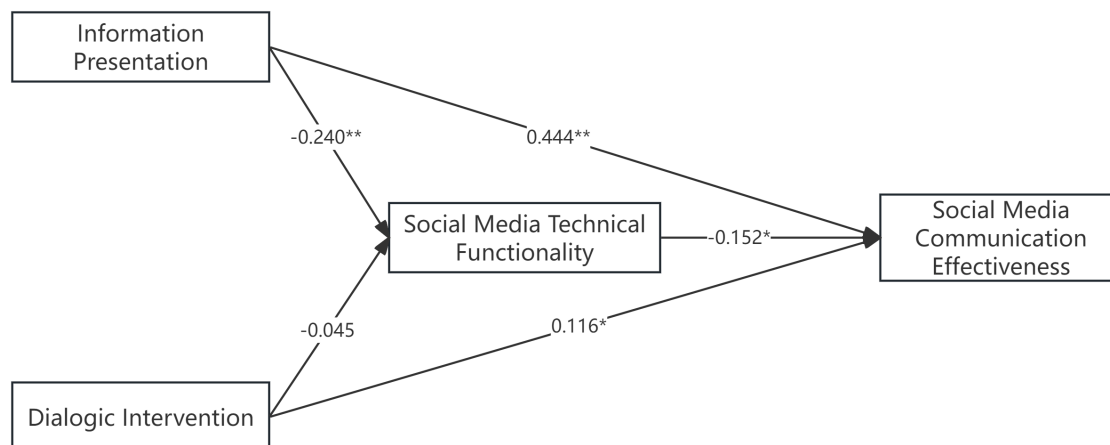 Information
Presentation
-0.240**
0.444**
Social Media Technical
Functionality
-0.152*
Social Media
Communication
Effectiveness
-0.045
0.116*
Dialogic Intervention